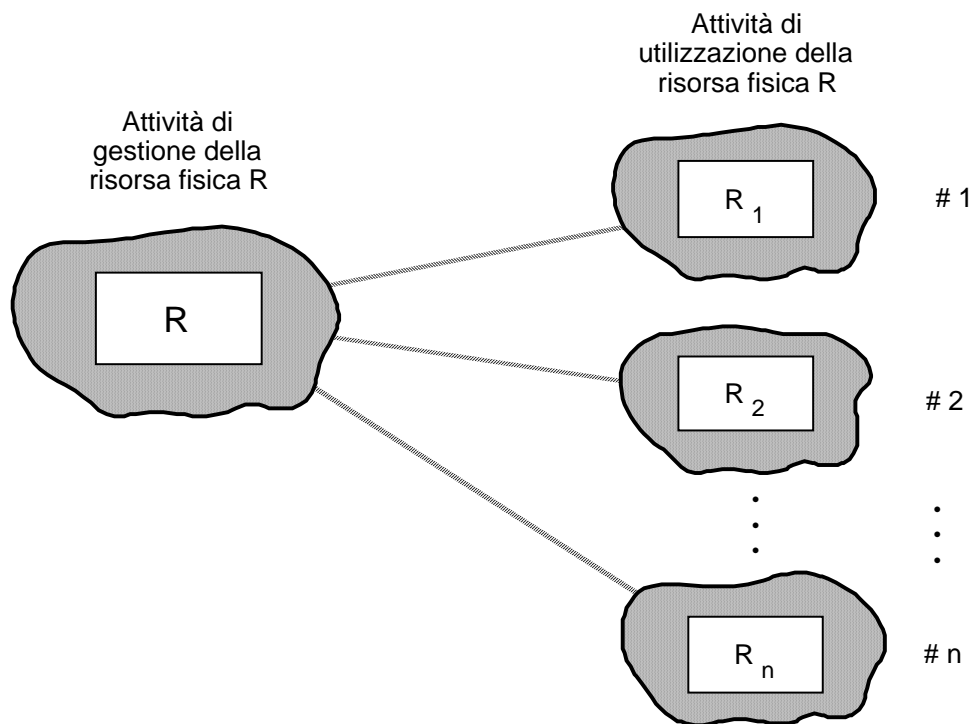 Attività di
utilizzazione della
risorsa fisica R
Attività di
gestione della
risorsa fisica R
R 1
# 1
R
R 2
# 2
R n
# n